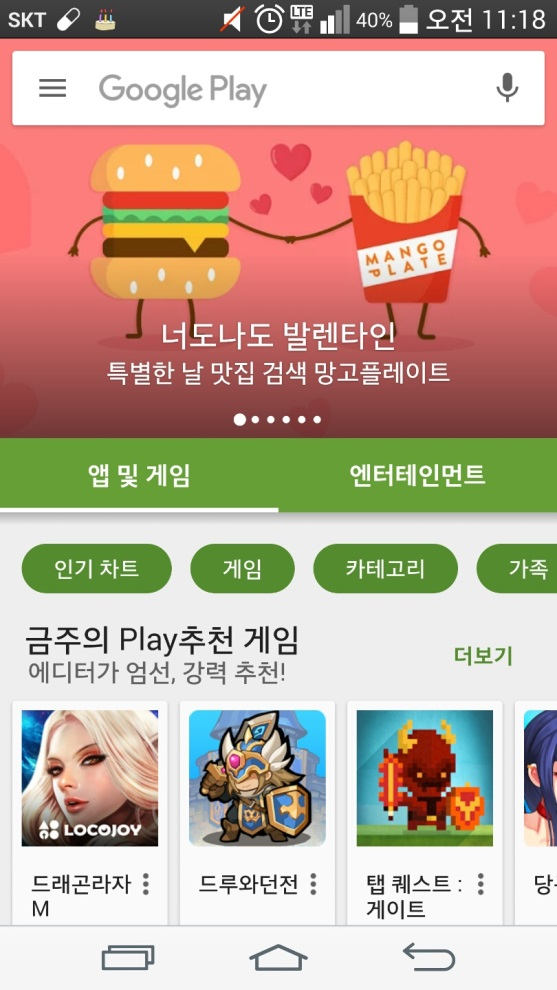 SKT LTE 40% 오전 11:18
Google Play
MANGO
PLATE
너도나도 발렌타인
특별한 날 맛집 검색 망고플레이트
앱 및 게임 엔터테인먼트
인기 차트 게임 카테고리 가족
금주의 Play추천 게임
에디터가 엄선, 강력 추천!
더보기
LOCOJOY
드래곤라자 M
드루와던전
탭 퀘스트 : 게이트